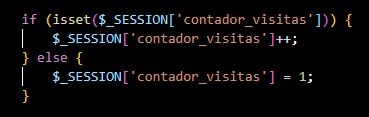 if (isset($_SESSION['contador_visitas'])) {
    $_SESSION['contador_visitas']++;
} else {
    $_SESSION['contador_visitas'] = 1;
}